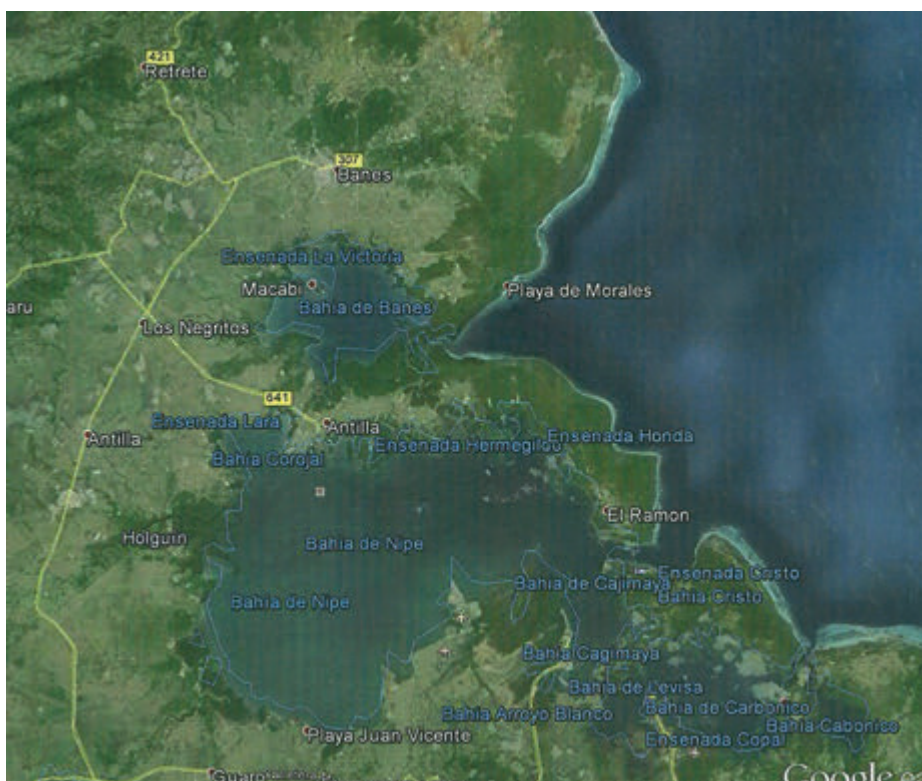 421
Retrete
307
Banes
Ensenada La Victoria
Macabi
Bahia de Banes
Playa de Morales
aru
Los Negritos
641
Ensenada Lara
Antilla
Antilla
Ensenada Honda
Bahia Corojal
El Ramon
Holguin
Bahia de Nipe
Bahia de Cajimaya
Ensenada Cristo
Bahia Cristo
Bahia de Nipe
Bahia Cagimaya
Bahia de Levisa
Bahia de Carbonico
Bahia Arroyo Blanco
Bahia Cabonico
Playa Juan Vicente
Ensenada Copal
Google